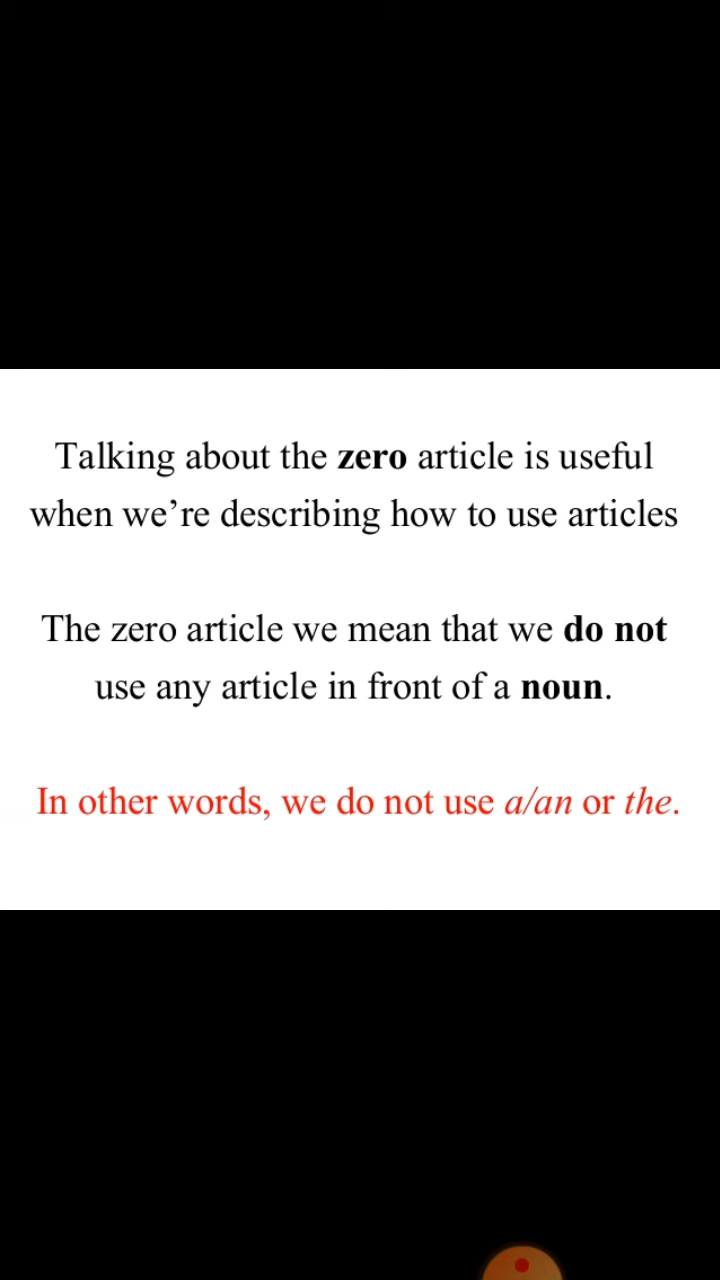 Talking about the zero article is useful
when we’re describing how to use articles
The zero article we mean that we do not
use any article in front of a noun.
In other words, we do not use a/an or the.